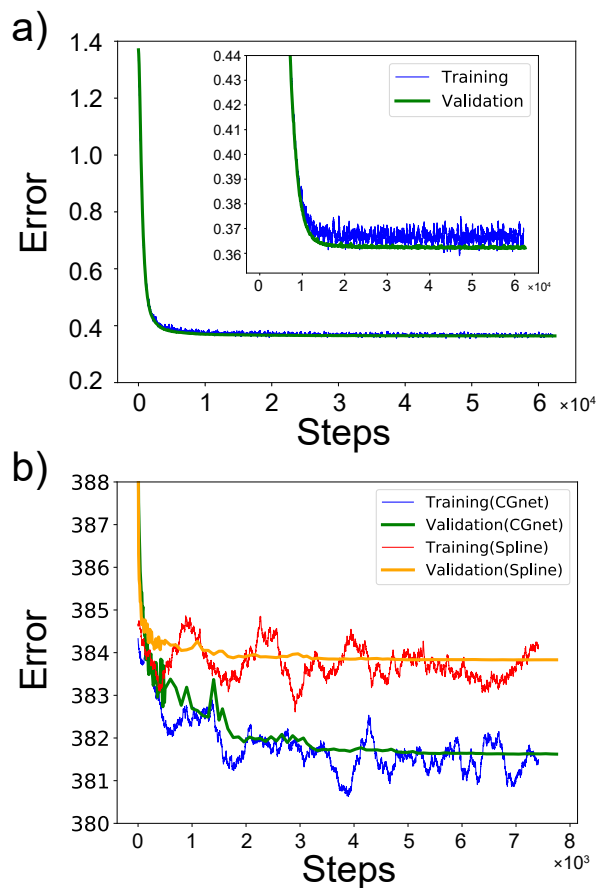 a)
1.4
1.2
1.0
0.8
0.6
0.4
0.2
Error
0.44
0.43
0.42
0.41
0.40
0.39
0.38
0.37
0.36
Training
Validation
0 1 2 3 4 5 6 ×10⁴
0 1 2 3 4 5 6 ×10⁴
Steps
b)
388
387
386
385
384
383
382
381
380
Error
Training(CGnet)
Validation(CGnet)
Training(Spline)
Validation(Spline)
0 1 2 3 4 5 6 7 8
×10³
Steps